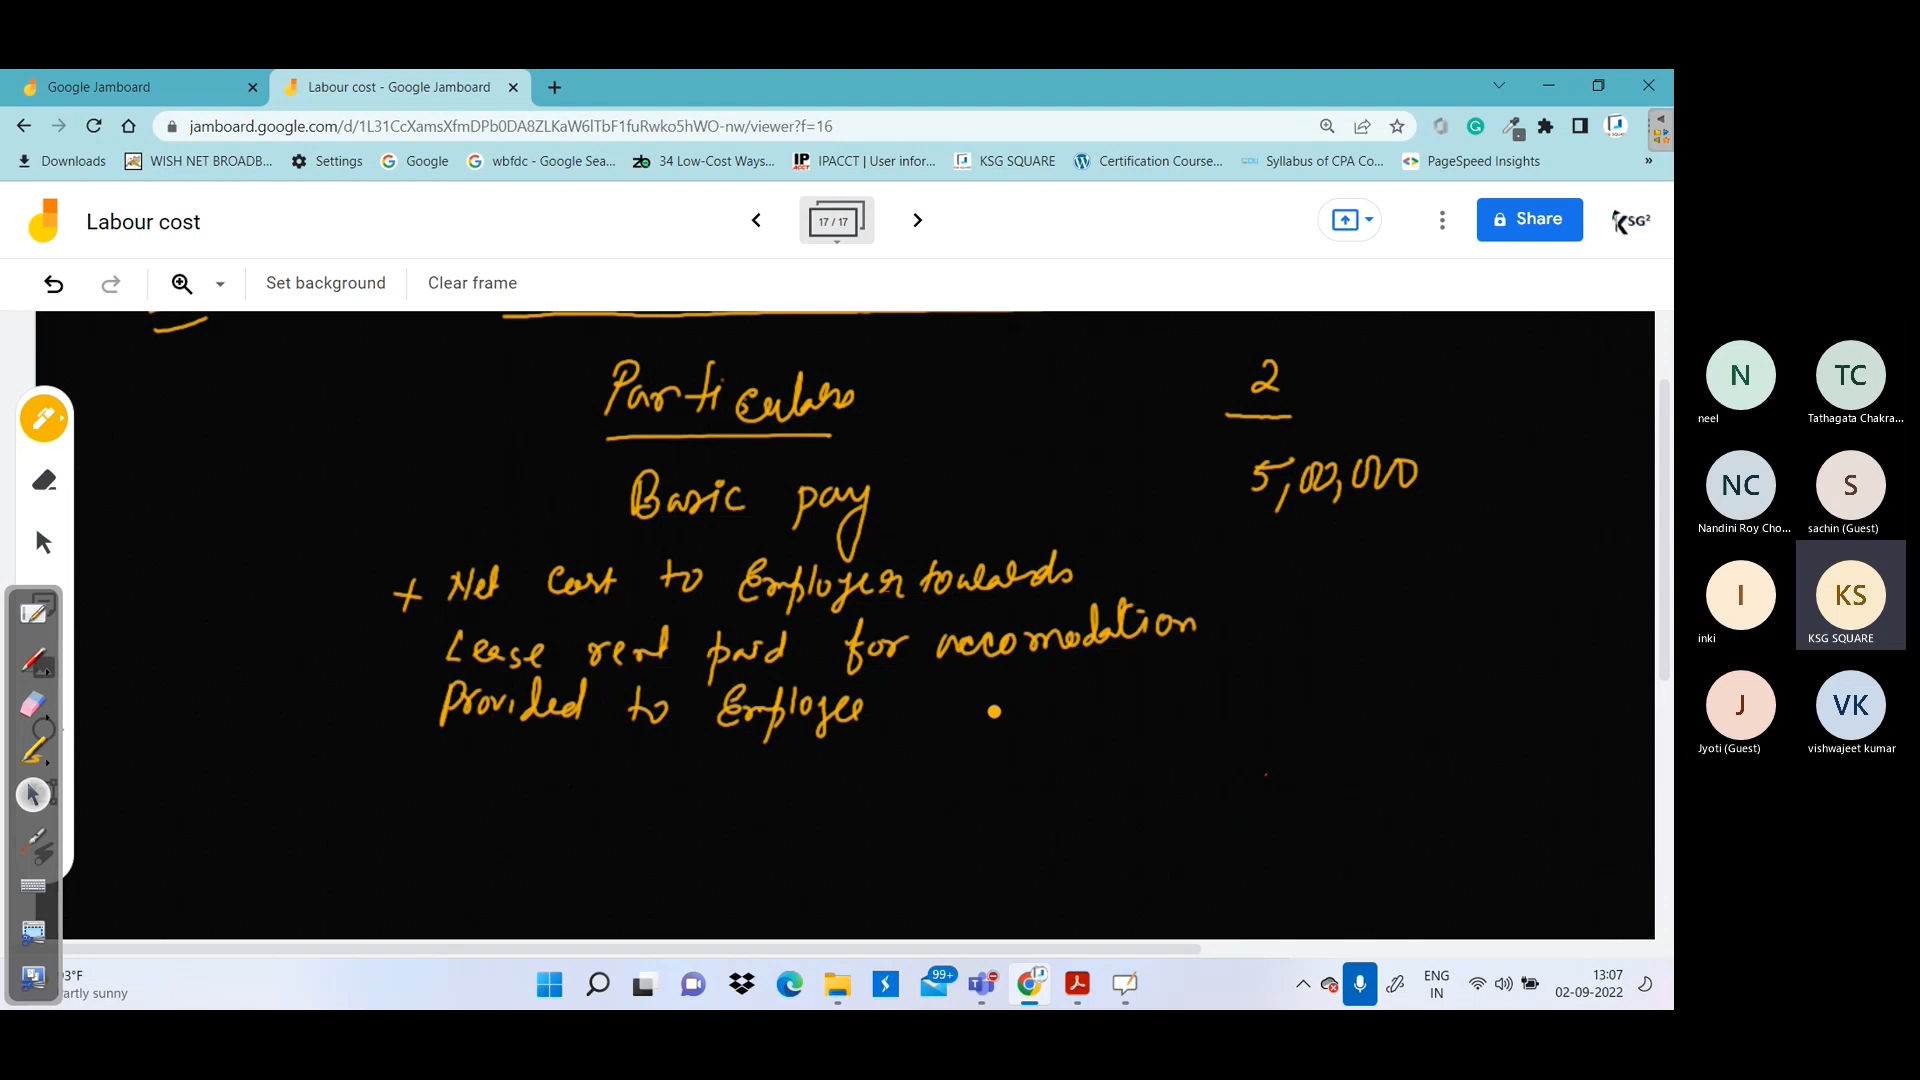 Google Jamboard
Labour cost - Google Jamboard
jamboard.google.com/d/1L31CcXamsXfmDPb0DA8ZLKaW6lTbF1fuRwko5hWO-nw/viewer?f=16
Downloads
WISH NET BROADB...
Settings
Google
wbfdc - Google Sea...
34 Low-Cost Ways...
IPACCT | User infor...
KSG SQUARE
Certification Course...
Syllabus of CPA Co...
PageSpeed Insights
»
Labour cost
17 / 17
Share
KSG²
Set background
Clear frame
Particulars 2
Basic pay 5,00,000
+ Net Cost to Employer towards
Lease rent paid for accomodation
Provided to Employee
N
neel
TC
Tathagata Chakra...
NC
Nandini Roy Cho...
S
sachin (Guest)
I
inki
KS
KSG SQUARE
J
Jyoti (Guest)
VK
vishwajeet kumar
93°F
artly sunny
99+
ENG
IN
13:07
02-09-2022